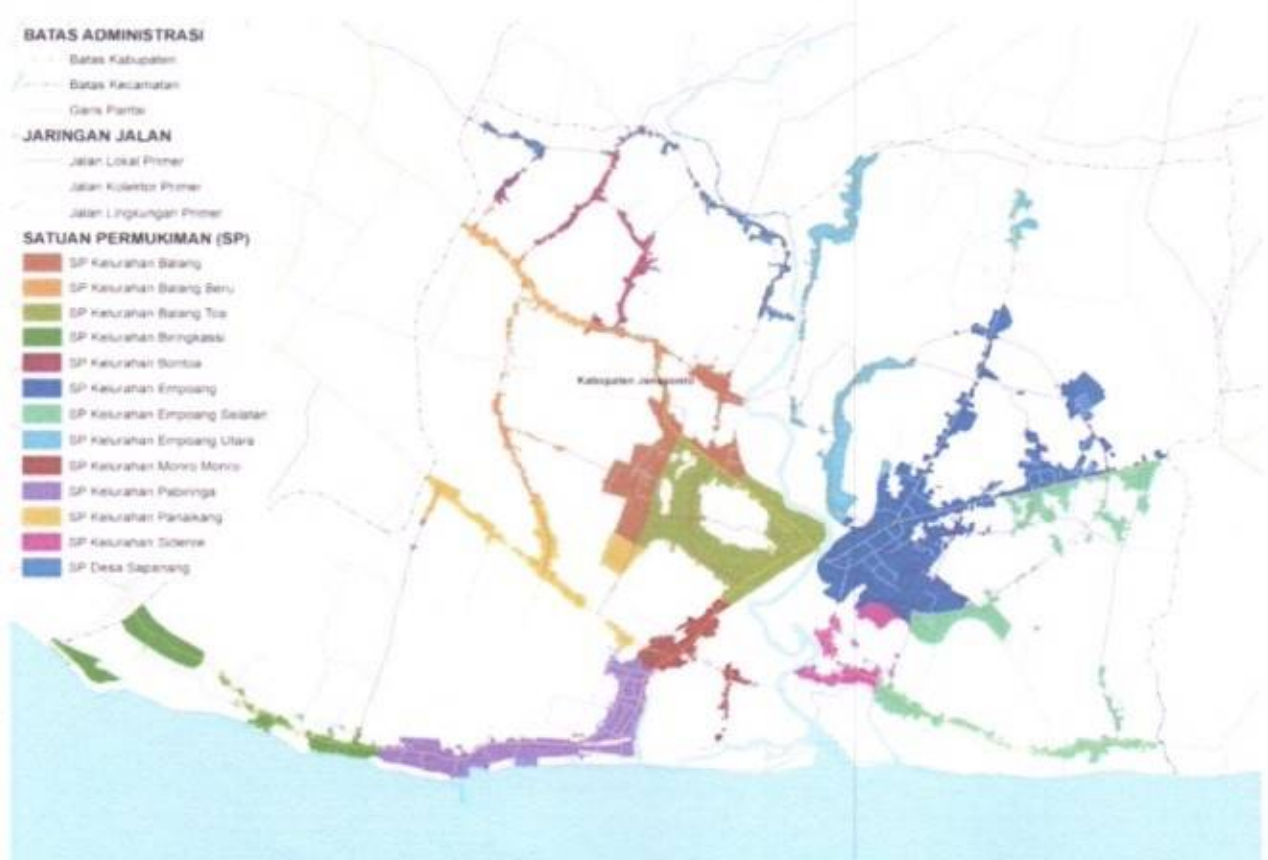 BATAS ADMINISTRASI
Batas Kabupaten
Batas Kecamatan
Garis Pantai
JARINGAN JALAN
Jalan Lokal Primer
Jalan Kolektor Primer
Jalan Lingkungan Primer
SATUAN PERMUKIMAN (SP)
SP Kelurahan Balang
SP Kelurahan Balang Beru
SP Kelurahan Balang Toa
SP Kelurahan Biringkassi
SP Kelurahan Bontoa
SP Kelurahan Empoang
SP Kelurahan Empoang Selatan
SP Kelurahan Empoang Utara
SP Kelurahan Monro Monro
SP Kelurahan Pabiringa
SP Kelurahan Panaikang
SP Kelurahan Sidenre
SP Desa Sapanang
Kabupaten Jeneponto